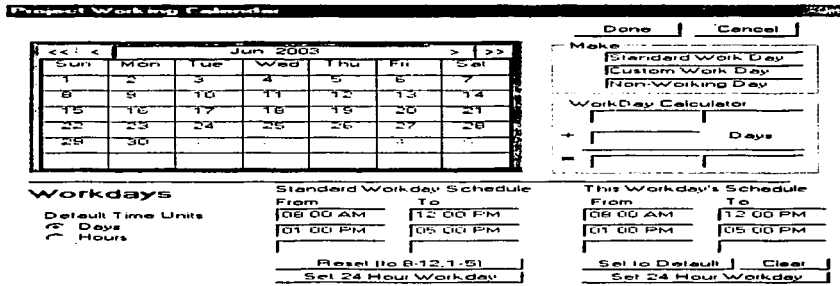 Project Working Calendar
Done Cancel
<< < Jun 2003 > >>
Sun Mon Tue Wed Thu Fri Sat
1 2 3 4 5 6 7
8 9 10 11 12 13 14
15 16 17 18 19 20 21
22 23 24 25 26 27 28
29 30
Make
Standard Work Day
Custom Work Day
Non-Working Day
WorkDay Calculator
+ Days
=
Workdays
Default Time Units
Days
Hours
Standard Workday Schedule
From To
08:00 AM 12:00 PM
01:00 PM 05:00 PM
Reset (to 8-12,1-5)
Set 24 Hour Workday
This Workday's Schedule
From To
08:00 AM 12:00 PM
01:00 PM 05:00 PM
Set to Default Clear
Set 24 Hour Workday